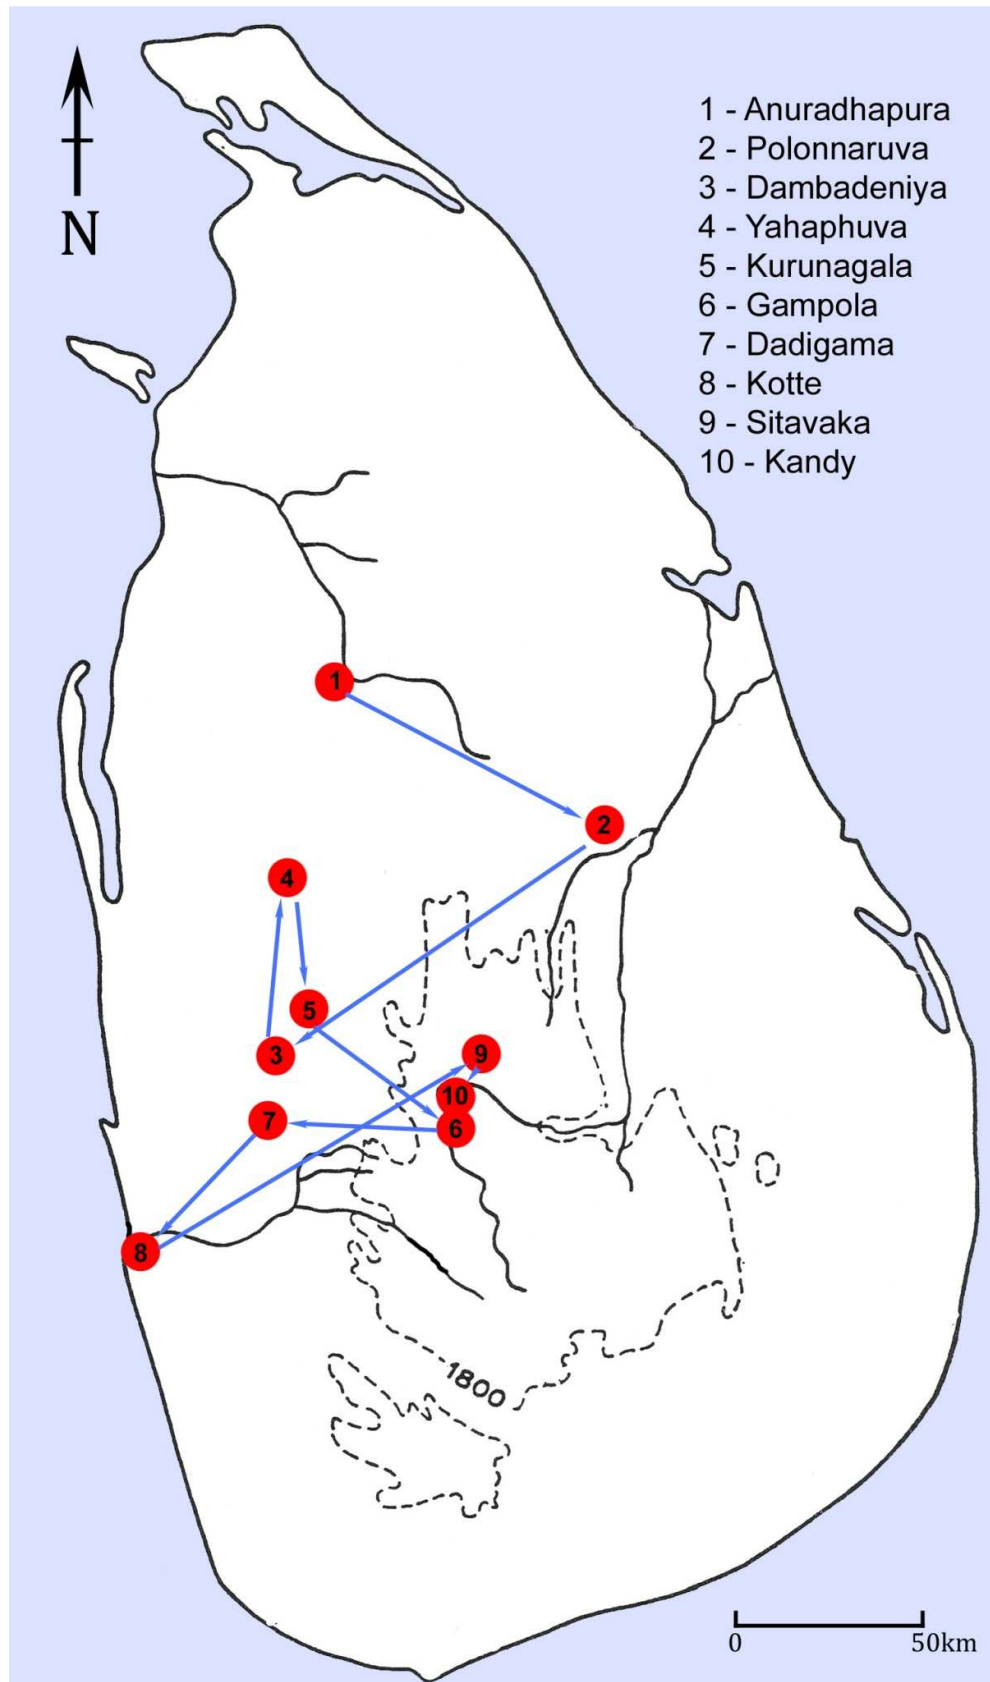 N
1 - Anuradhapura
2 - Polonnaruva
3 - Dambadeniya
4 - Yahaphuva
5 - Kurunagala
6 - Gampola
7 - Dadigama
8 - Kotte
9 - Sitavaka
10 - Kandy
1
2
4
5
3
9
10
7
6
8
1800
0 50km